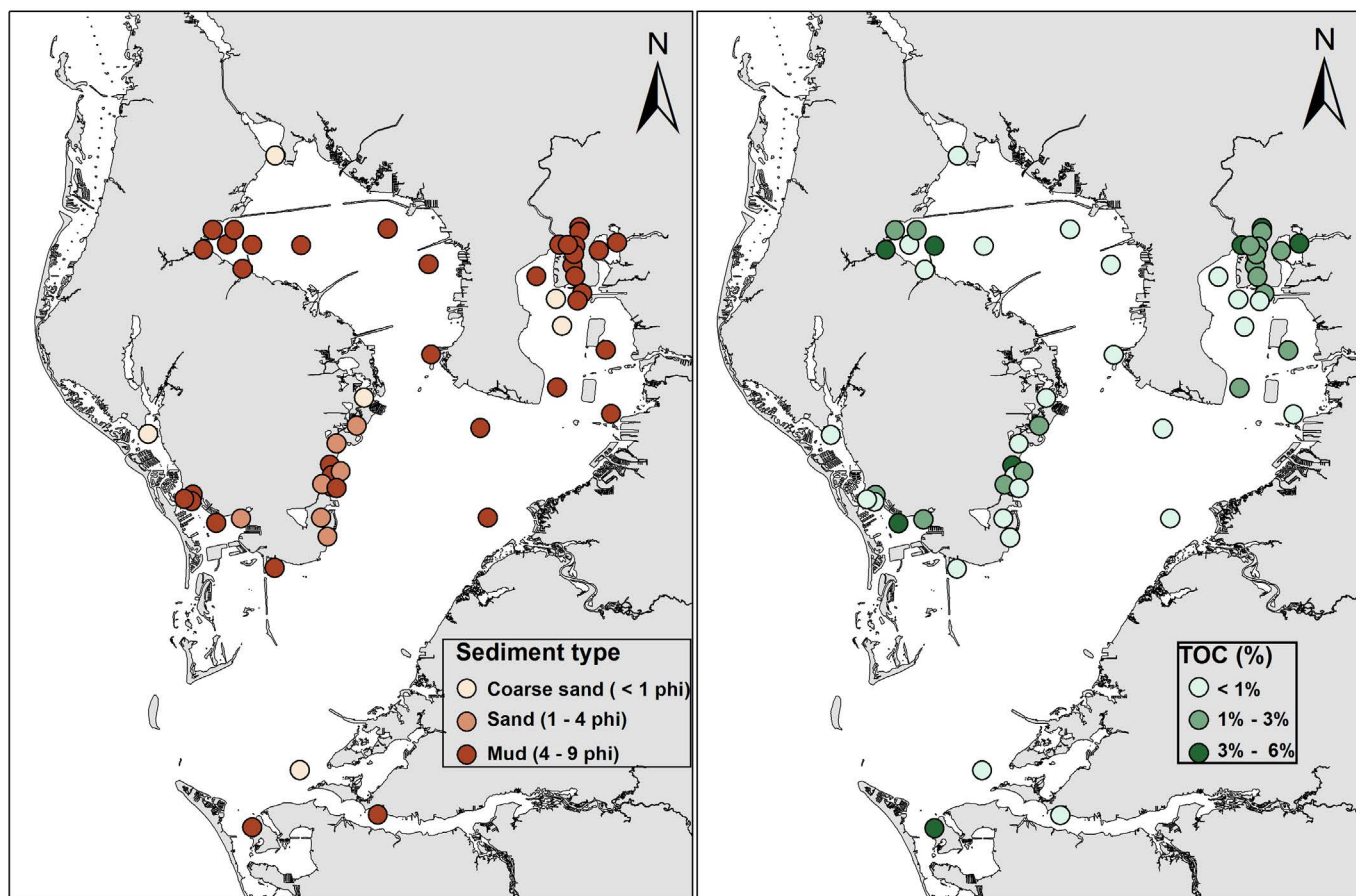 N
Sediment type
Coarse sand ( < 1 phi)
Sand (1 - 4 phi)
Mud (4 - 9 phi)
N
TOC (%)
< 1%
1% - 3%
3% - 6%